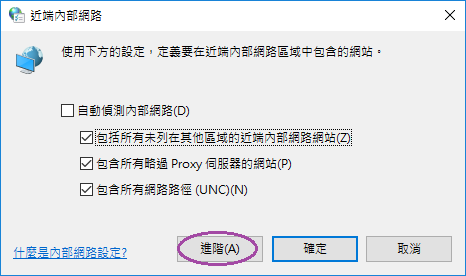 近端內部網路
使用下方的設定，定義要在近端內部網路區域中包含的網站。
自動偵測內部網路(D)
包括所有未列在其他區域的近端內部網路網站(Z)
包含所有略過 Proxy 伺服器的網站(P)
包含所有網路路徑 (UNC)(N)
什麼是內部網路設定?
進階(A)
確定
取消